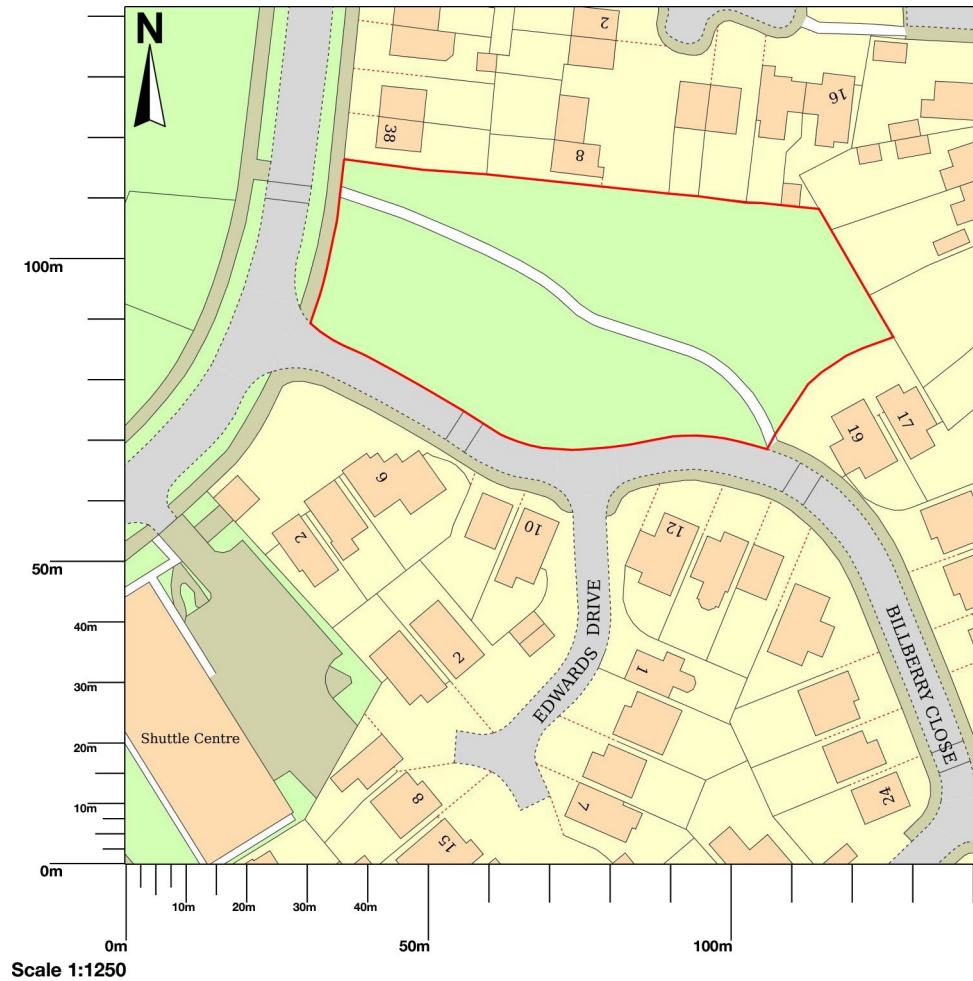 N
2
38
8
16
100m
19
17
6
2
10
12
50m
40m
30m
20m
10m
0m
2
1
EDWARDS DRIVE
BILLBERRY CLOSE
Shuttle Centre
8
15
7
24
10m
20m
30m
40m
0m
50m
100m
Scale 1:1250